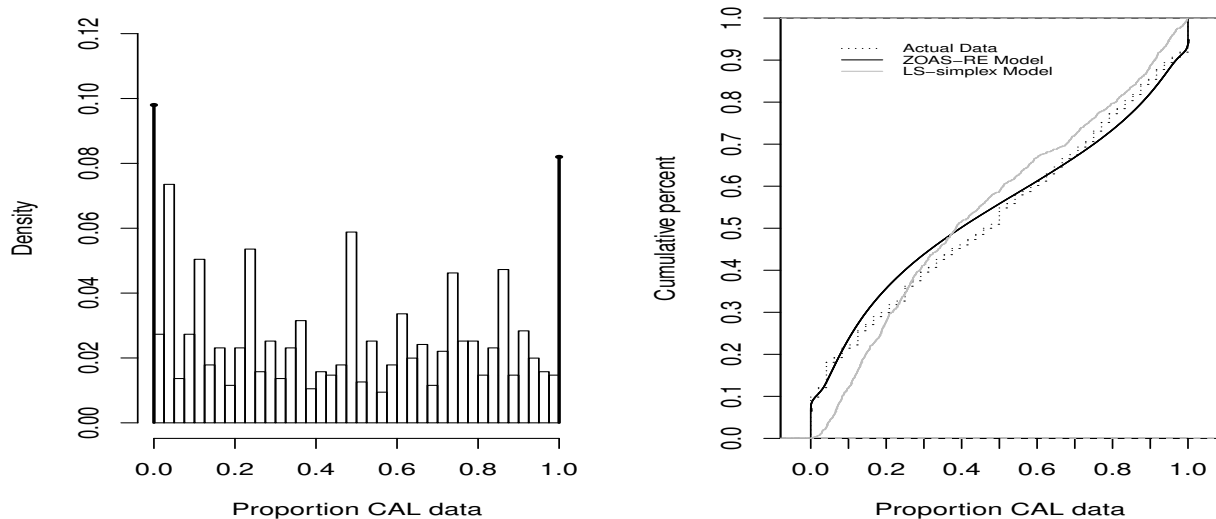 0.12
0.10
0.08
0.06
0.04
0.02
0.00
Density
0.0 0.2 0.4 0.6 0.8 1.0
Proportion CAL data
1.0
0.9
0.8
0.7
0.6
0.5
0.4
0.3
0.2
0.1
0.0
Cumulative percent
Actual Data
ZOAS−RE Model
LS−simplex Model
0.0 0.2 0.4 0.6 0.8 1.0
Proportion CAL data